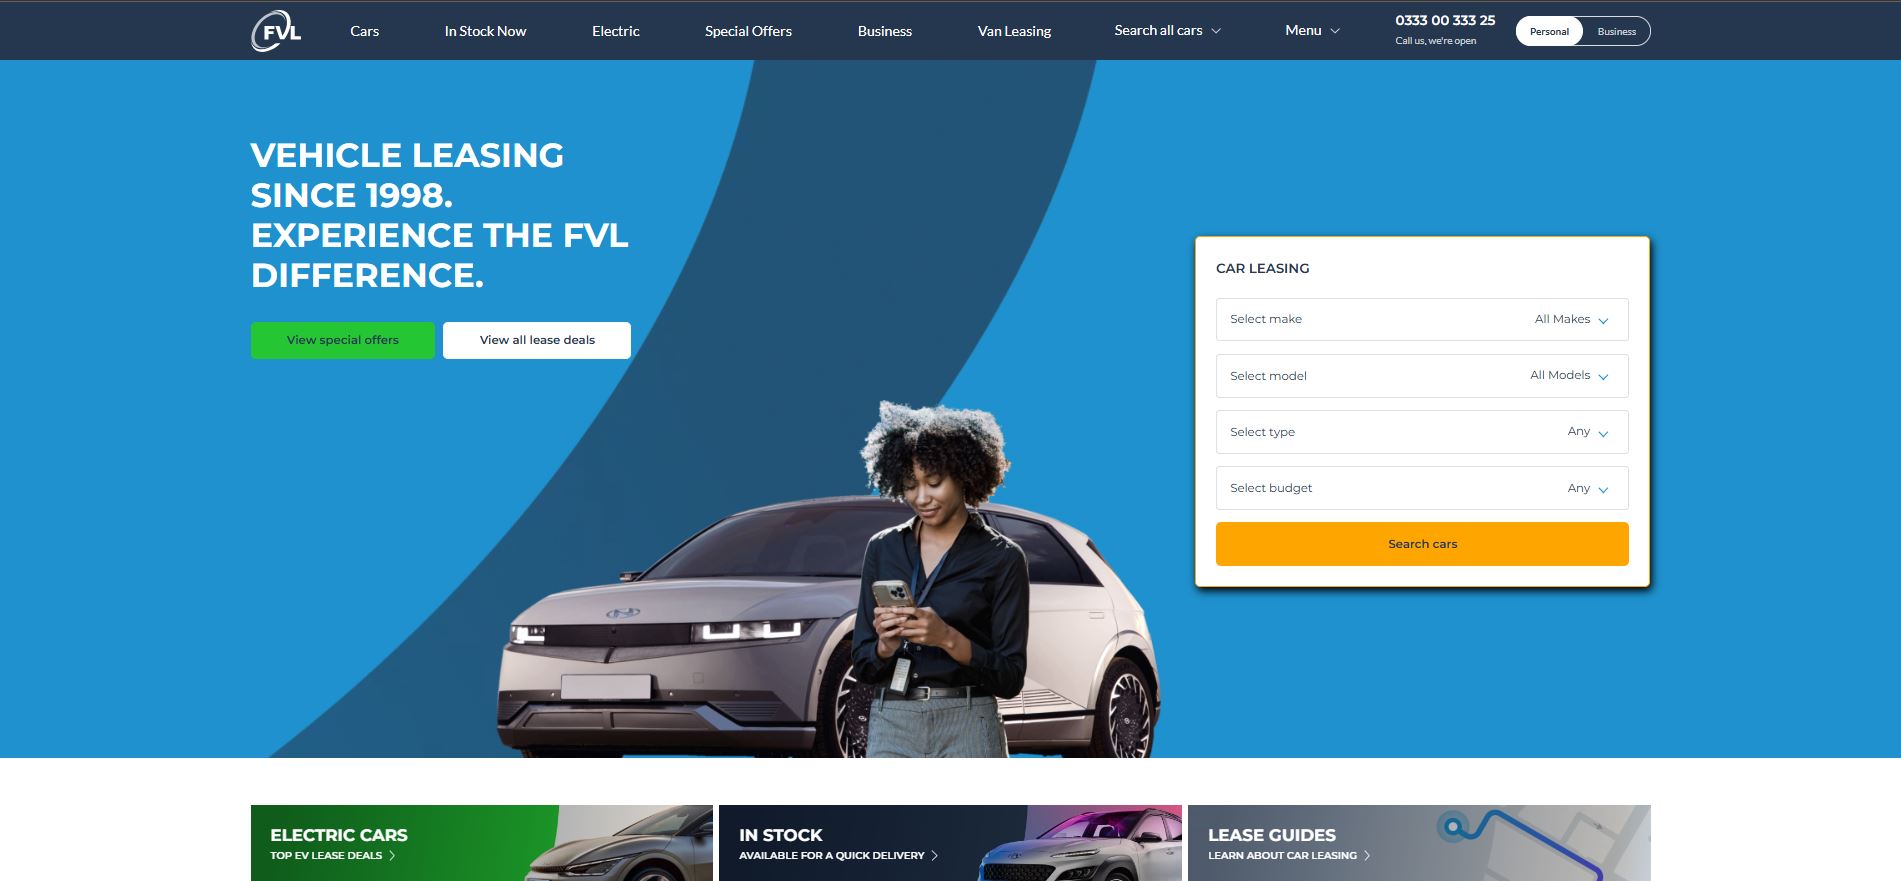 FVL
Cars
In Stock Now
Electric
Special Offers
Business
Van Leasing
Search all cars
Menu
0333 00 333 25
Call us, we're open
Personal
Business
VEHICLE LEASING
SINCE 1998.
EXPERIENCE THE FVL
DIFFERENCE.
View special offers
View all lease deals
CAR LEASING
Select make
All Makes
Select model
All Models
Select type
Any
Select budget
Any
Search cars
ELECTRIC CARS
TOP EV LEASE DEALS
IN STOCK
AVAILABLE FOR A QUICK DELIVERY
LEASE GUIDES
LEARN ABOUT CAR LEASING